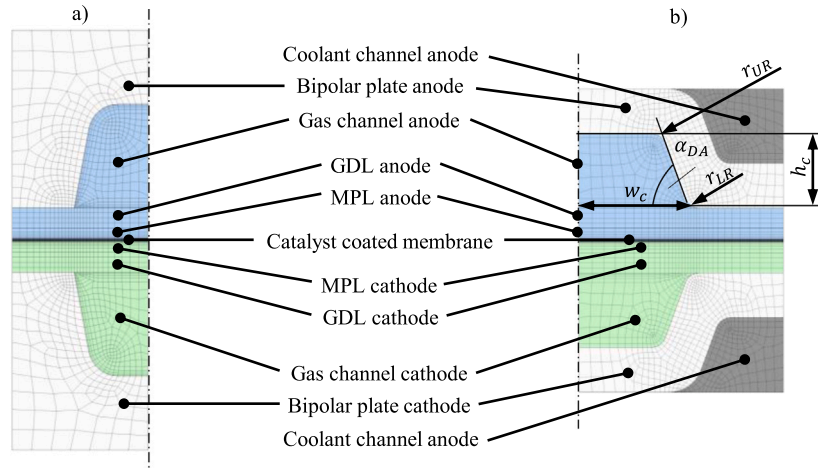 a)
b)
Coolant channel anode
Bipolar plate anode
Gas channel anode
GDL anode
MPL anode
Catalyst coated membrane
MPL cathode
GDL cathode
Gas channel cathode
Bipolar plate cathode
Coolant channel anode
r_UR
α_DA
r_LR
w_c
h_c